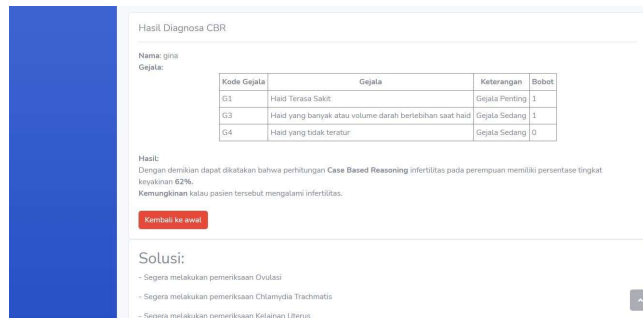 Hasil Diagnosa CBR
Nama: gina
Gejala:
Kode Gejala Gejala Keterangan Bobot
G1 Haid Terasa Sakit Gejala Penting 1
G3 Haid yang banyak atau volume darah berlebihan saat haid Gejala Sedang 1
G4 Haid yang tidak teratur Gejala Sedang 0
Hasil:
Dengan demikian dapat dikatakan bahwa perhitungan Case Based Reasoning infertilitas pada perempuan memiliki persentase tingkat
keyakinan 62%.
Kemungkinan kalau pasien tersebut mengalami infertilitas.
Kembali ke awal
Solusi:
- Segera melakukan pemeriksaan Ovulasi
- Segera melakukan pemeriksaan Chlamydia Trachmatis
- Segera melakukan pemeriksaan Kelainan Uterus